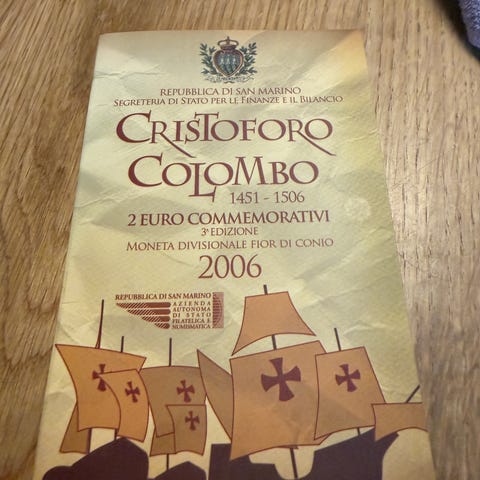 REPUBBLICA DI SAN MARINO
SEGRETERIA DI STATO PER LE FINANZE E IL BILANCIO
CRISTOFORO
COLOMBO
1451 - 1506
2 EURO COMMEMORATIVI
3ª EDIZIONE
MONETA DIVISIONALE FIOR DI CONIO
2006
REPUBBLICA DI SAN MARINO
AZIENDA
AUTONOMA
DI STATO
FILATELICA E
NUMISMATICA